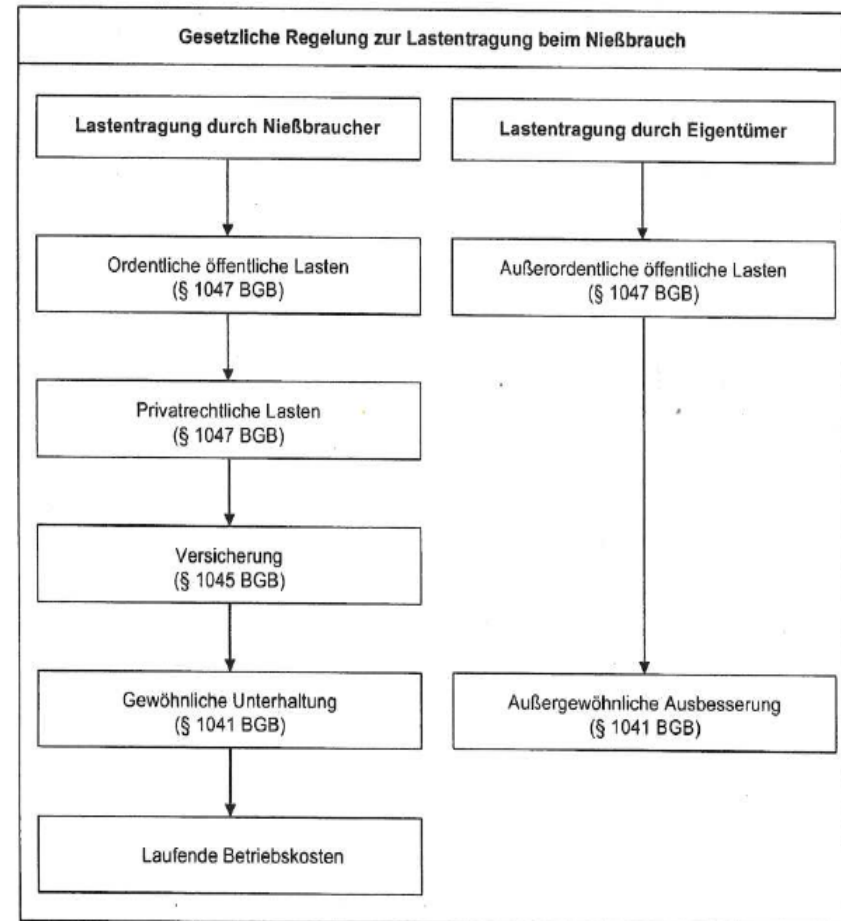 Gesetzliche Regelung zur Lastentragung beim Nießbrauch
Lastentragung durch Nießbraucher
Ordentliche öffentliche Lasten
(§ 1047 BGB)
Privatrechtliche Lasten
(§ 1047 BGB)
Versicherung
(§ 1045 BGB)
Gewöhnliche Unterhaltung
(§ 1041 BGB)
Laufende Betriebskosten
Lastentragung durch Eigentümer
Außerordentliche öffentliche Lasten
(§ 1047 BGB)
Außergewöhnliche Ausbesserung
(§ 1041 BGB)